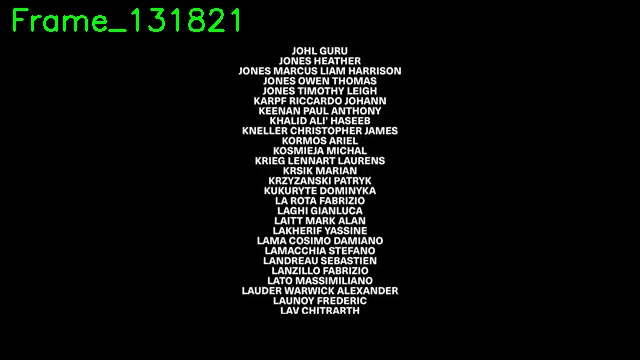 Frame_131821
JOHL GURU
JONES HEATHER
JONES MARCUS LIAM HARRISON
JONES OWEN THOMAS
JONES TIMOTHY LEIGH
KARPF RICCARDO JOHANN
KEENAN PAUL ANTHONY
KHALID ALI' HASEEB
KNELLER CHRISTOPHER JAMES
KORMOS ARIEL
KOSMIEJA MICHAL
KRIEG LENNART LAURENS
KRSIK MARIAN
KRZYZANSKI PATRYK
KUKURYTE DOMINYKA
LA ROTA FABRIZIO
LAGHI GIANLUCA
LAITT MARK ALAN
LAKHERIF YASSINE
LAMA COSIMO DAMIANO
LAMACCHIA STEFANO
LANDREAU SEBASTIEN
LANZILLO FABRIZIO
LATO MASSIMILIANO
LAUDER WARWICK ALEXANDER
LAUNOY FREDERIC
LAV CHITRARTH